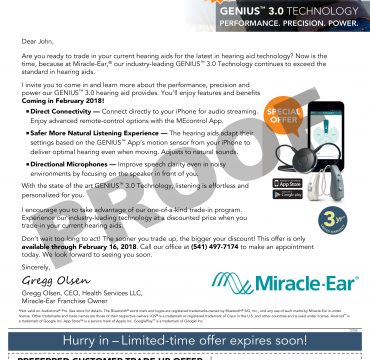 GENIUS™ 3.0 TECHNOLOGY
PERFORMANCE. PRECISION. POWER.
Dear John,
Are you ready to trade in your current hearing aids for the latest in hearing aid technology? Now is the
time, because at Miracle-Ear,® our industry-leading GENIUS™ 3.0 Technology continues to exceed the
standard in hearing aids.
I invite you to come in and learn more about the performance, precision and
power our GENIUS™ 3.0 hearing aid provides. You'll enjoy features and benefits
Coming in February 2018!
• Direct Connectivity — Connect directly to your iPhone for audio streaming.
Enjoy advanced remote-control options with the MEcontrol App.
• Safer More Natural Listening Experience — The hearing aids adapt their
settings based on the GENIUS™ App's motion sensor from your iPhone to
deliver optimal hearing even when moving. Adjusts to natural sounds.
• Directional Microphones — Improve speech clarity even in noisy
environments by focusing on the speaker in front of you.
With the state of the art GENIUS™ 3.0 Technology, listening is effortless and
personalized for you.
I encourage you to take advantage of our one-of-a-kind trade-in program.
Experience our industry-leading technology at a discounted price when you
trade in your current hearing aids.
Don't wait too long to act! The sooner you trade up, the bigger your discount! This offer is only
available through February 16, 2018. Call our office at (541) 497-7174 to make an appointment
today. We look forward to seeing you soon.
Sincerely,
Gregg Olsen
Gregg Olsen, CEO, Health Services LLC,
Miracle-Ear Franchise Owner
SPECIAL
OFFER
App Store
Google play
3yr
Miracle-Ear®
PROOF
Hurry in – Limited-time offer expires soon!
PREFERRED CUSTOMER TRADE UP OFFER